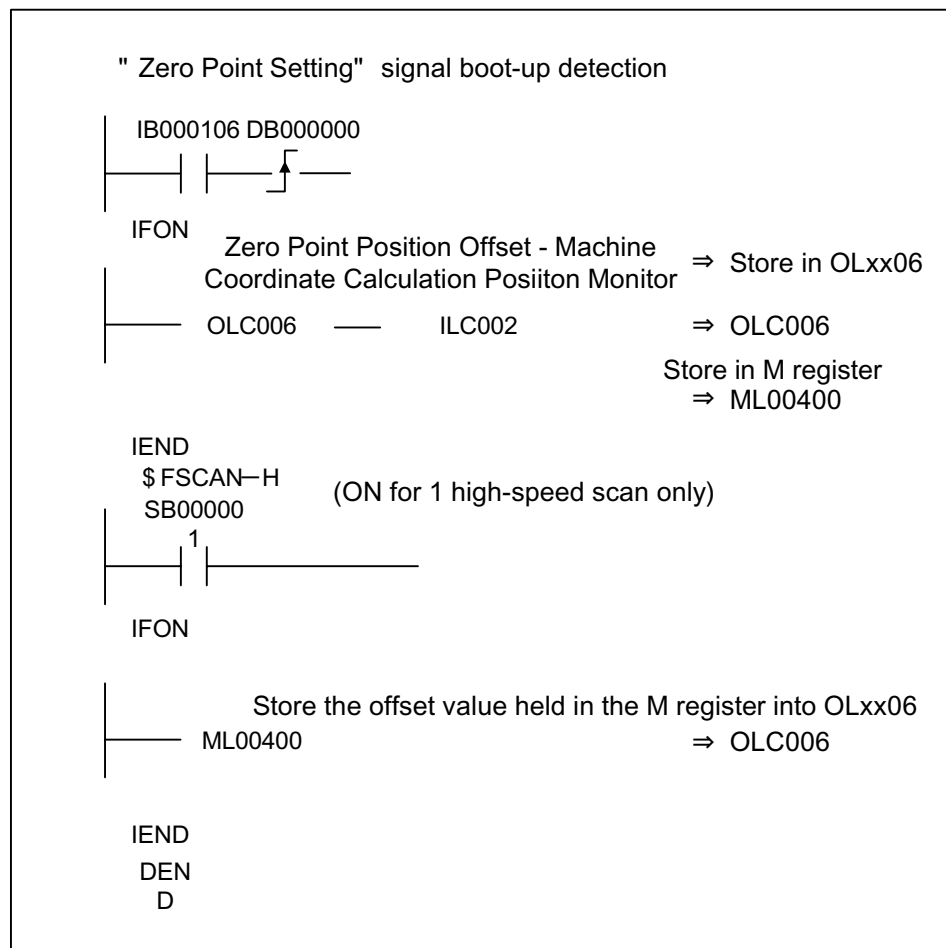 " Zero Point Setting" signal boot-up detection
IB000106 DB000000
IFON
Zero Point Position Offset - Machine
Coordinate Calculation Posiiton Monitor
⇒ Store in OLxx06
OLC006 — ILC002 ⇒ OLC006
Store in M register
⇒ ML00400
IEND
$ FSCAN-H
(ON for 1 high-speed scan only)
SB00000
1
IFON
Store the offset value held in the M register into OLxx06
ML00400 ⇒ OLC006
IEND
DEN
D